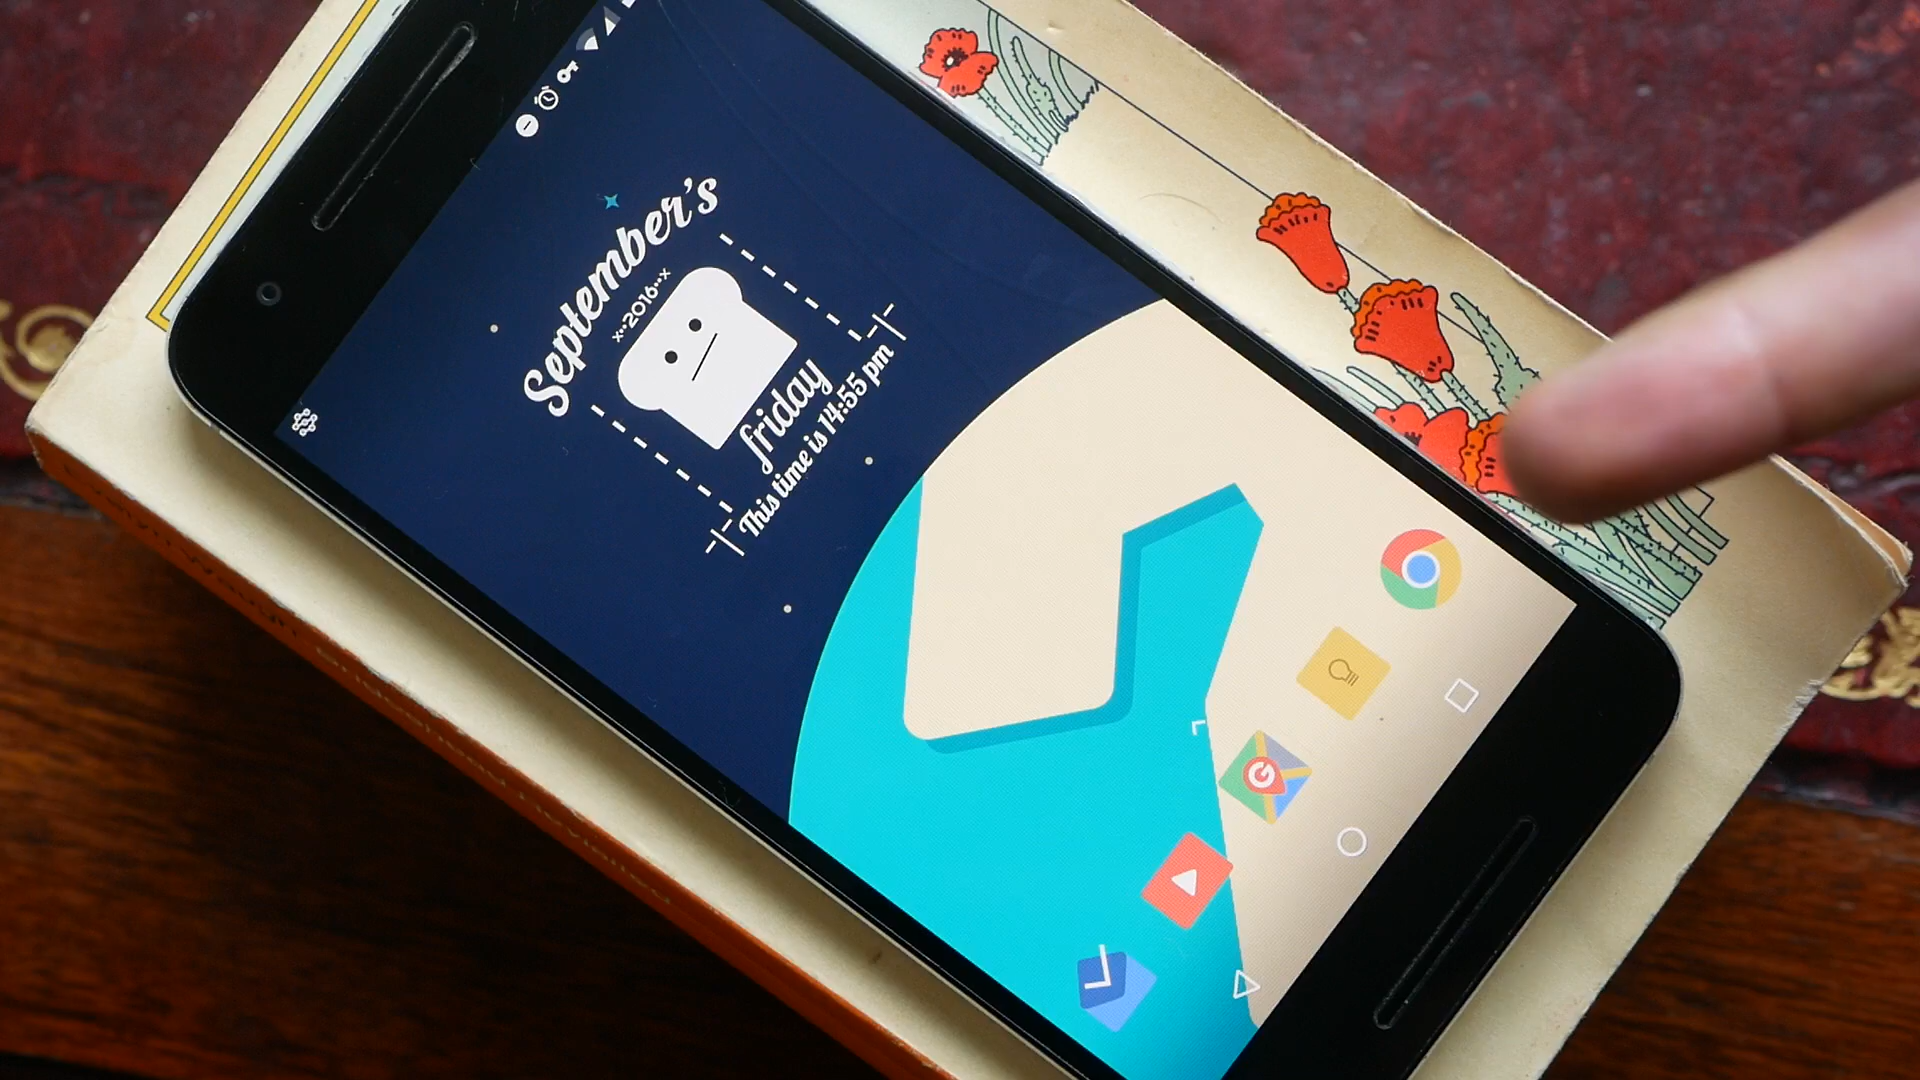 September's
x••2016••x
friday
This time is 14:55 pm
G